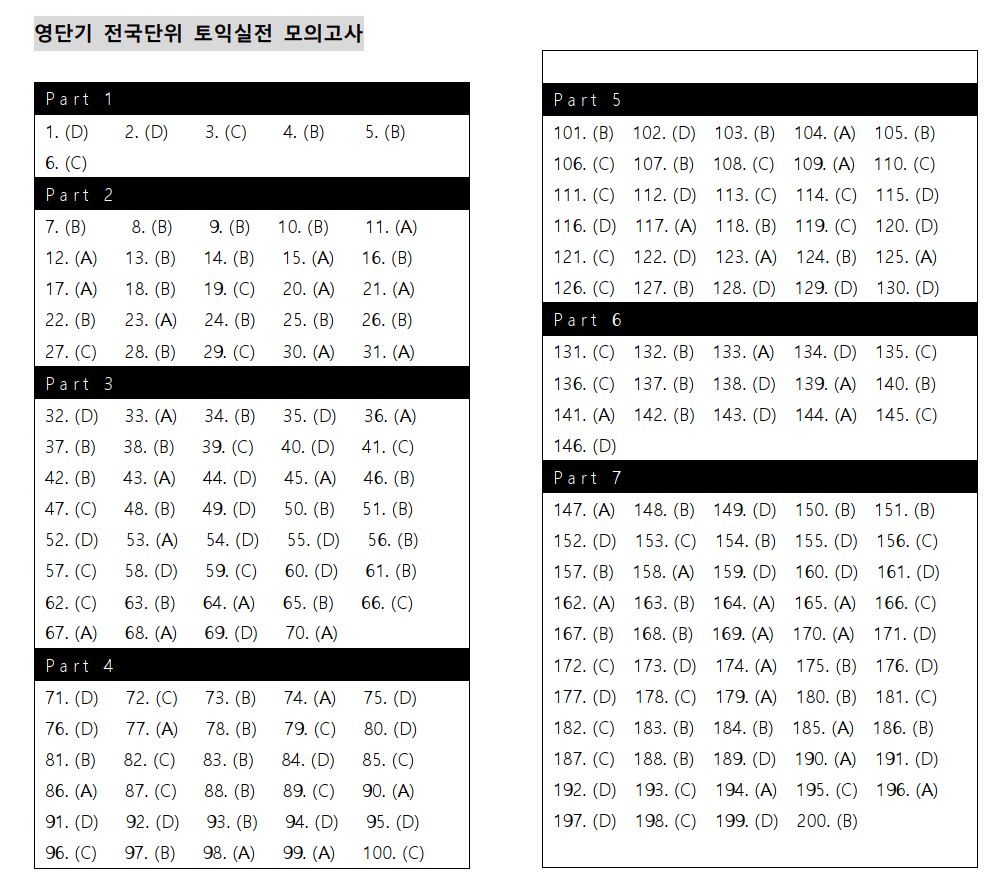 영단기 전국단위 토익실전 모의고사
Part 1
1. (D) 2. (D) 3. (C) 4. (B) 5. (B)
6. (C)
Part 2
7. (B) 8. (B) 9. (B) 10. (B) 11. (A)
12. (A) 13. (B) 14. (B) 15. (A) 16. (B)
17. (A) 18. (B) 19. (C) 20. (A) 21. (A)
22. (B) 23. (A) 24. (B) 25. (B) 26. (B)
27. (C) 28. (B) 29. (C) 30. (A) 31. (A)
Part 3
32. (D) 33. (A) 34. (B) 35. (D) 36. (A)
37. (B) 38. (B) 39. (C) 40. (D) 41. (C)
42. (B) 43. (A) 44. (D) 45. (A) 46. (B)
47. (C) 48. (B) 49. (D) 50. (B) 51. (B)
52. (D) 53. (A) 54. (D) 55. (D) 56. (B)
57. (C) 58. (D) 59. (C) 60. (D) 61. (B)
62. (C) 63. (B) 64. (A) 65. (B) 66. (C)
67. (A) 68. (A) 69. (D) 70. (A)
Part 4
71. (D) 72. (C) 73. (B) 74. (A) 75. (D)
76. (D) 77. (A) 78. (B) 79. (C) 80. (D)
81. (B) 82. (C) 83. (B) 84. (D) 85. (C)
86. (A) 87. (C) 88. (B) 89. (C) 90. (A)
91. (D) 92. (D) 93. (B) 94. (D) 95. (D)
96. (C) 97. (B) 98. (A) 99. (A) 100. (C)
Part 5
101. (B) 102. (D) 103. (B) 104. (A) 105. (B)
106. (C) 107. (B) 108. (C) 109. (A) 110. (C)
111. (C) 112. (D) 113. (C) 114. (C) 115. (D)
116. (D) 117. (A) 118. (B) 119. (C) 120. (D)
121. (C) 122. (D) 123. (A) 124. (B) 125. (A)
126. (C) 127. (B) 128. (D) 129. (D) 130. (D)
Part 6
131. (C) 132. (B) 133. (A) 134. (D) 135. (C)
136. (C) 137. (B) 138. (D) 139. (A) 140. (B)
141. (A) 142. (B) 143. (D) 144. (A) 145. (C)
146. (D)
Part 7
147. (A) 148. (B) 149. (D) 150. (B) 151. (B)
152. (D) 153. (C) 154. (B) 155. (D) 156. (C)
157. (B) 158. (A) 159. (D) 160. (D) 161. (D)
162. (A) 163. (B) 164. (A) 165. (A) 166. (C)
167. (B) 168. (B) 169. (A) 170. (A) 171. (D)
172. (C) 173. (D) 174. (A) 175. (B) 176. (D)
177. (D) 178. (C) 179. (A) 180. (B) 181. (C)
182. (C) 183. (B) 184. (B) 185. (A) 186. (B)
187. (C) 188. (B) 189. (D) 190. (A) 191. (D)
192. (D) 193. (C) 194. (A) 195. (C) 196. (A)
197. (D) 198. (C) 199. (D) 200. (B)